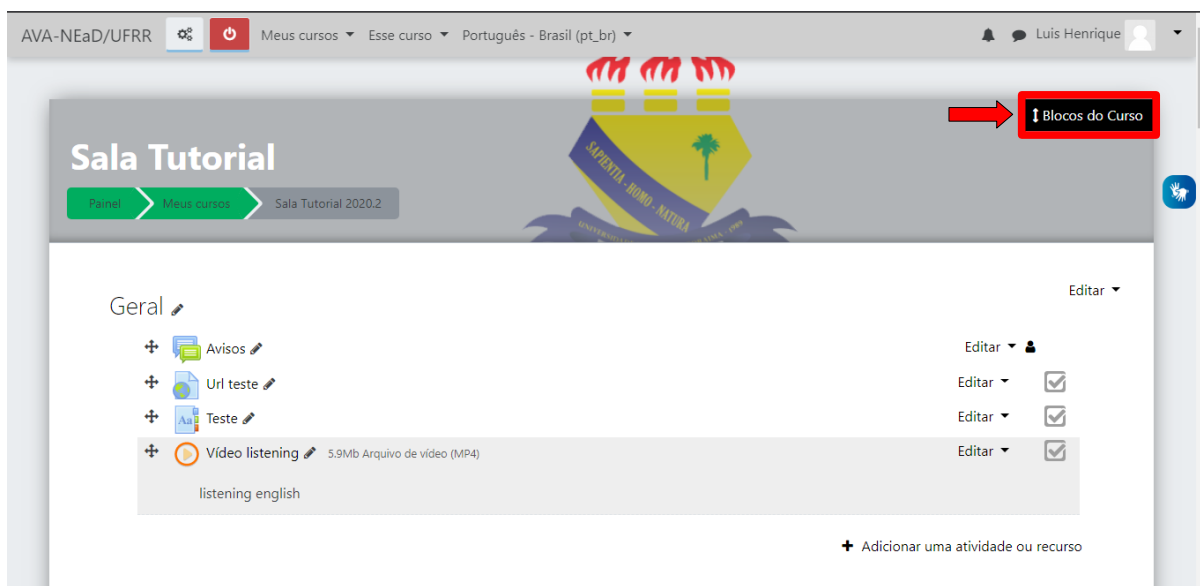 AVA-NEaD/UFRR Meus cursos Esse curso Português - Brasil (pt_br) Luis Henrique
Blocos do Curso
Sala Tutorial
Painel Meus cursos Sala Tutorial 2020.2
SAPIENTIA - HOMO - NATURA
Editar
Geral
Avisos Editar
Url teste Editar
Aa Teste Editar
Vídeo listening 5.9Mb Arquivo de vídeo (MP4) Editar
listening english
Adicionar uma atividade ou recurso